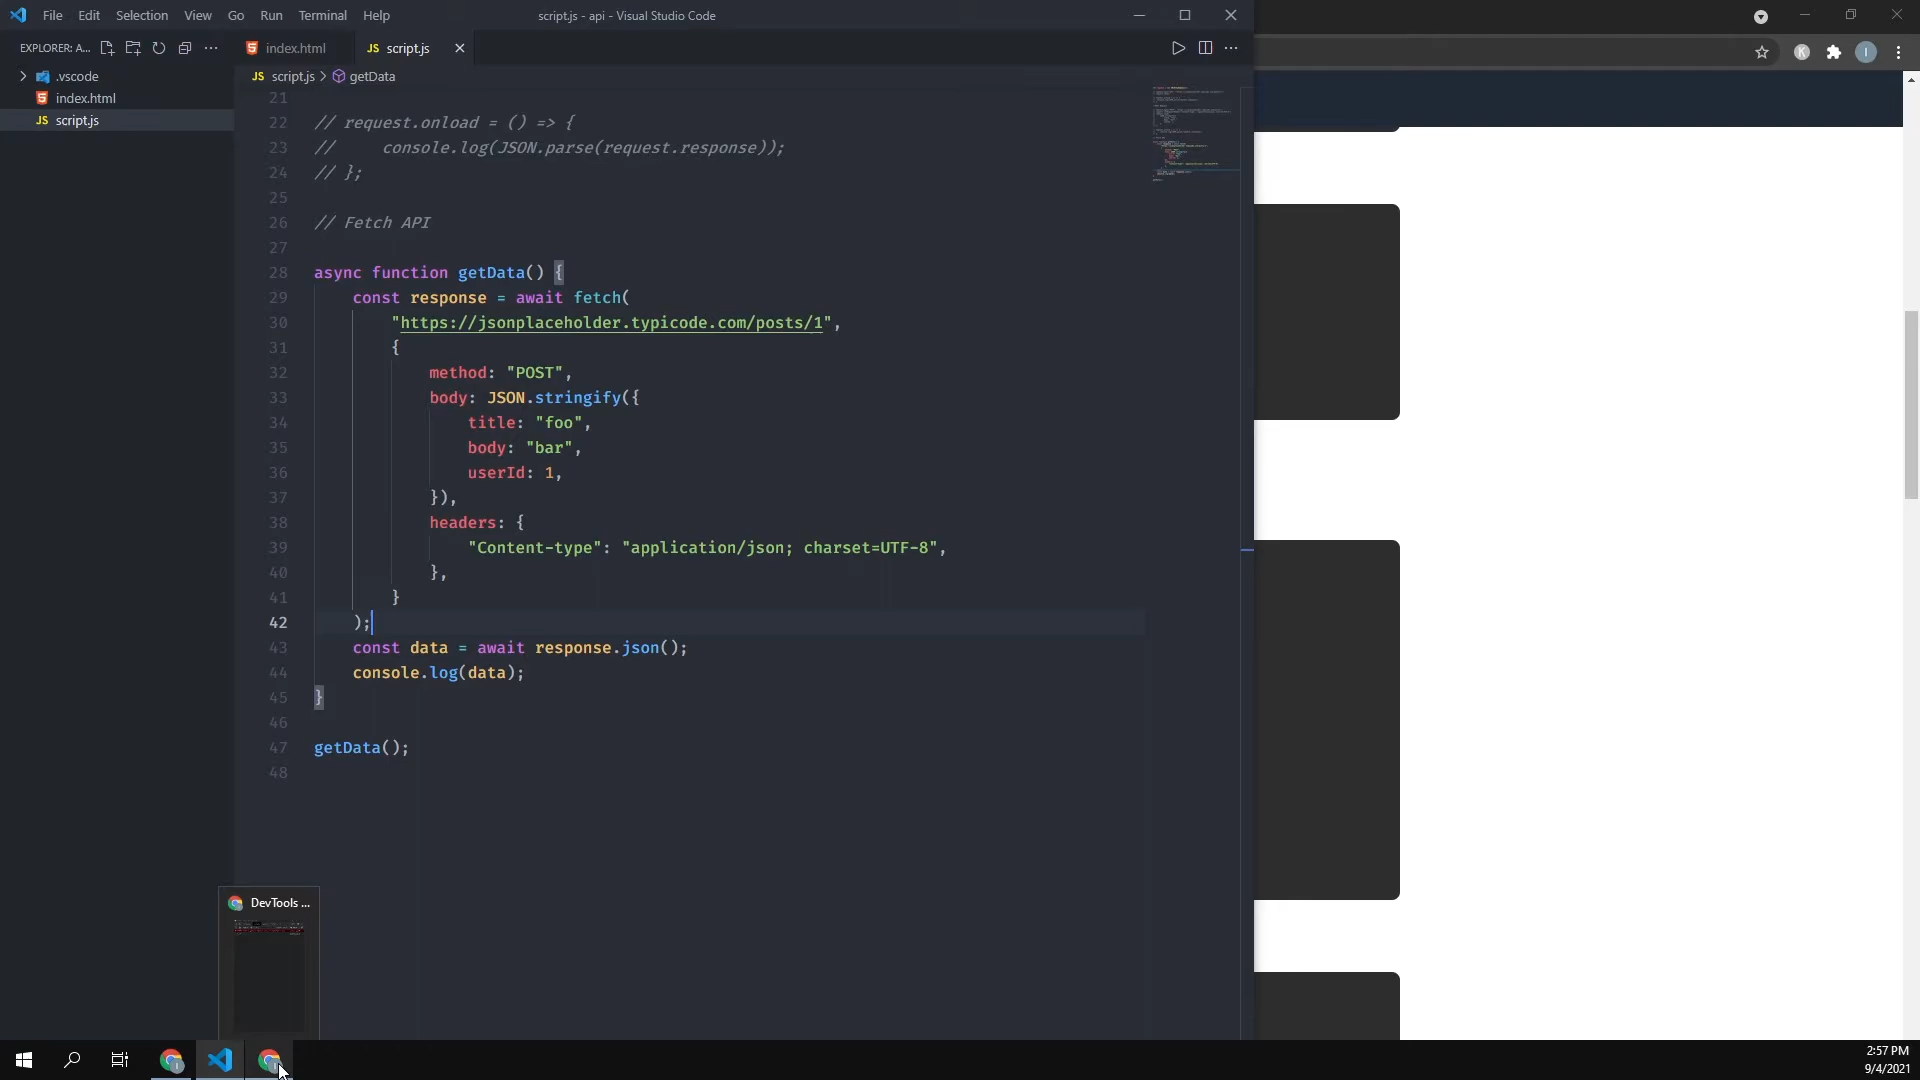 File Edit Selection View Go Run Terminal Help
script.js - api - Visual Studio Code
EXPLORER: A...
index.html
JS script.js
JS script.js > getData
.vscode
index.html
JS script.js
21
22 // request.onload = () => {
23 //     console.log(JSON.parse(request.response));
24 // };
25
26 // Fetch API
27
28 async function getData() {
29     const response = await fetch(
30         "https://jsonplaceholder.typicode.com/posts/1",
31         {
32             method: "POST",
33             body: JSON.stringify({
34                 title: "foo",
35                 body: "bar",
36                 userId: 1,
37             }),
38             headers: {
39                 "Content-type": "application/json; charset=UTF-8",
40             },
41         }
42     );
43     const data = await response.json();
44     console.log(data);
45 }
46
47 getData();
48
DevTools ...
K
I
2:57 PM
9/4/2021